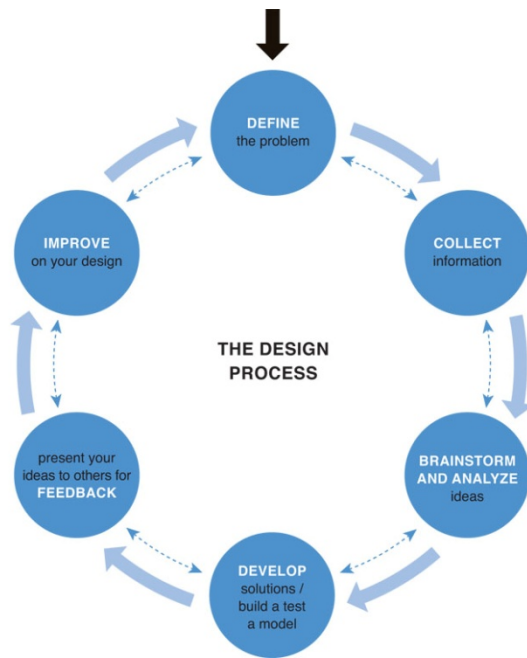 DEFINE
the problem
COLLECT
information
BRAINSTORM
AND ANALYZE
ideas
DEVELOP
solutions /
build a test
a model
present your
ideas to others for
FEEDBACK
IMPROVE
on your design
THE DESIGN
PROCESS